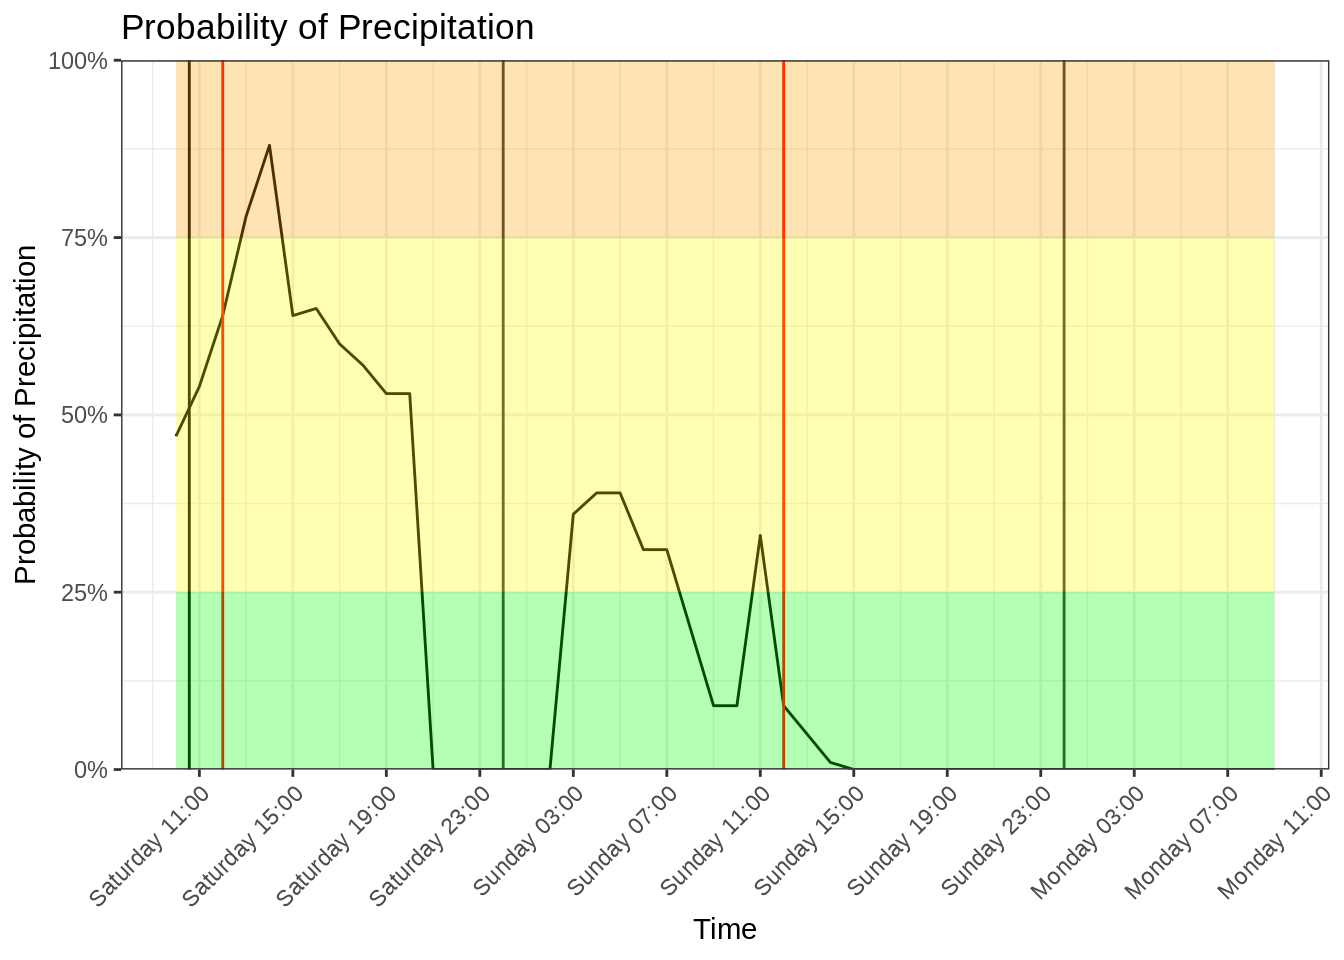 Probability of Precipitation
Probability of Precipitation
100%
75%
50%
25%
0%
Saturday 11:00
Saturday 15:00
Saturday 19:00
Saturday 23:00
Sunday 03:00
Sunday 07:00
Sunday 11:00
Sunday 15:00
Sunday 19:00
Sunday 23:00
Monday 03:00
Monday 07:00
Monday 11:00
Time